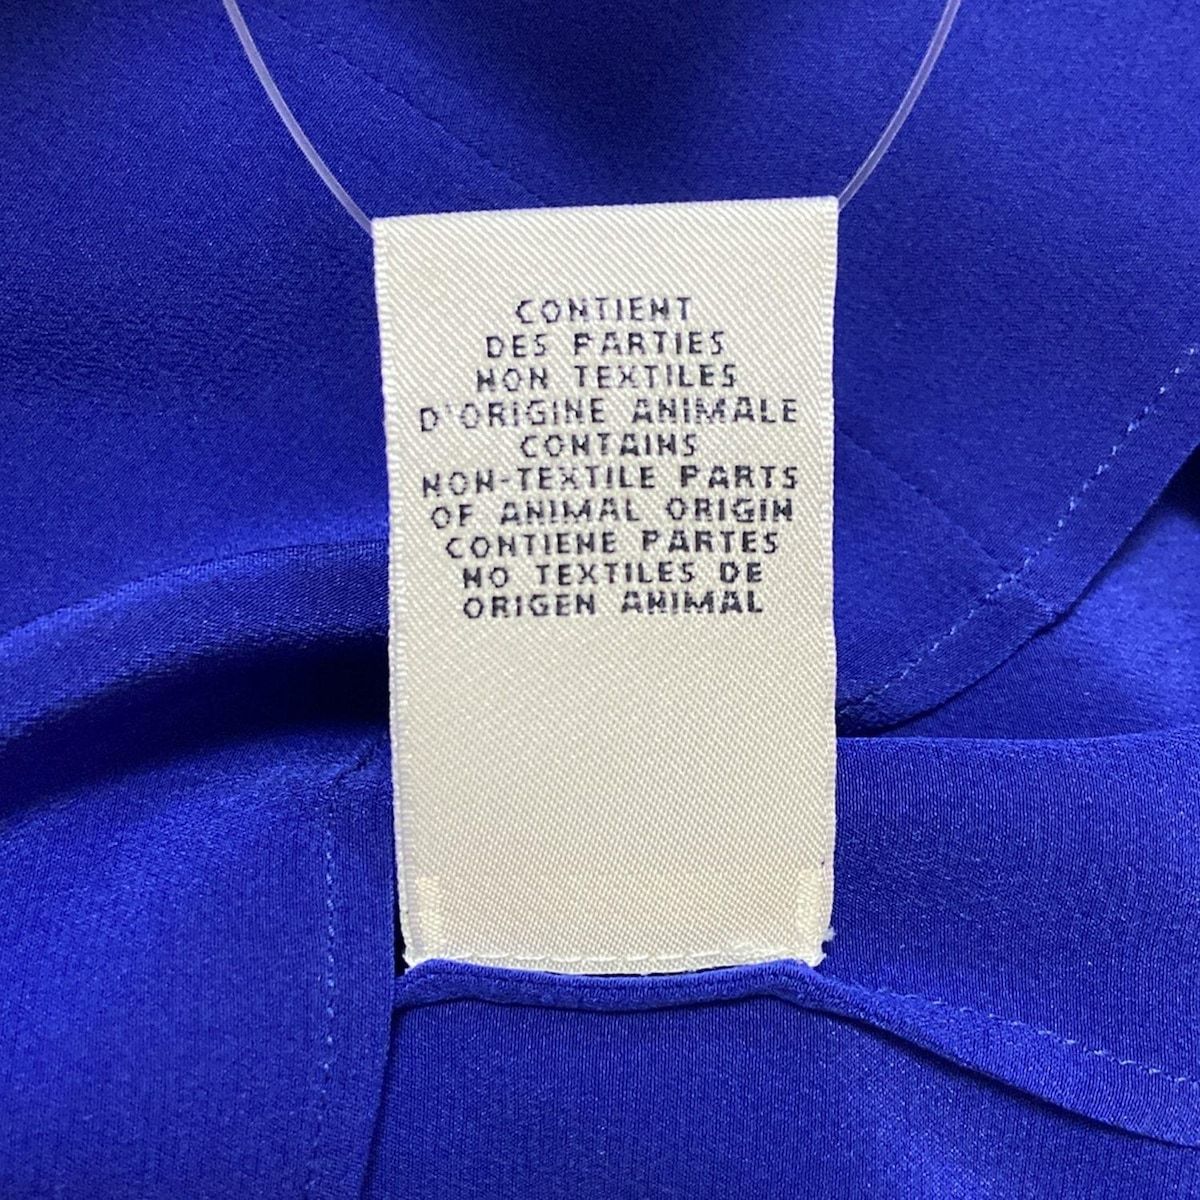 CONTIENT
DES PARTIES
NON TEXTILES
D'ORIGINE ANIMALE
CONTAINS
NON-TEXTILE PARTS
OF ANIMAL ORIGIN
CONTIENE PARTES
NO TEXTILES DE
ORIGEN ANIMAL